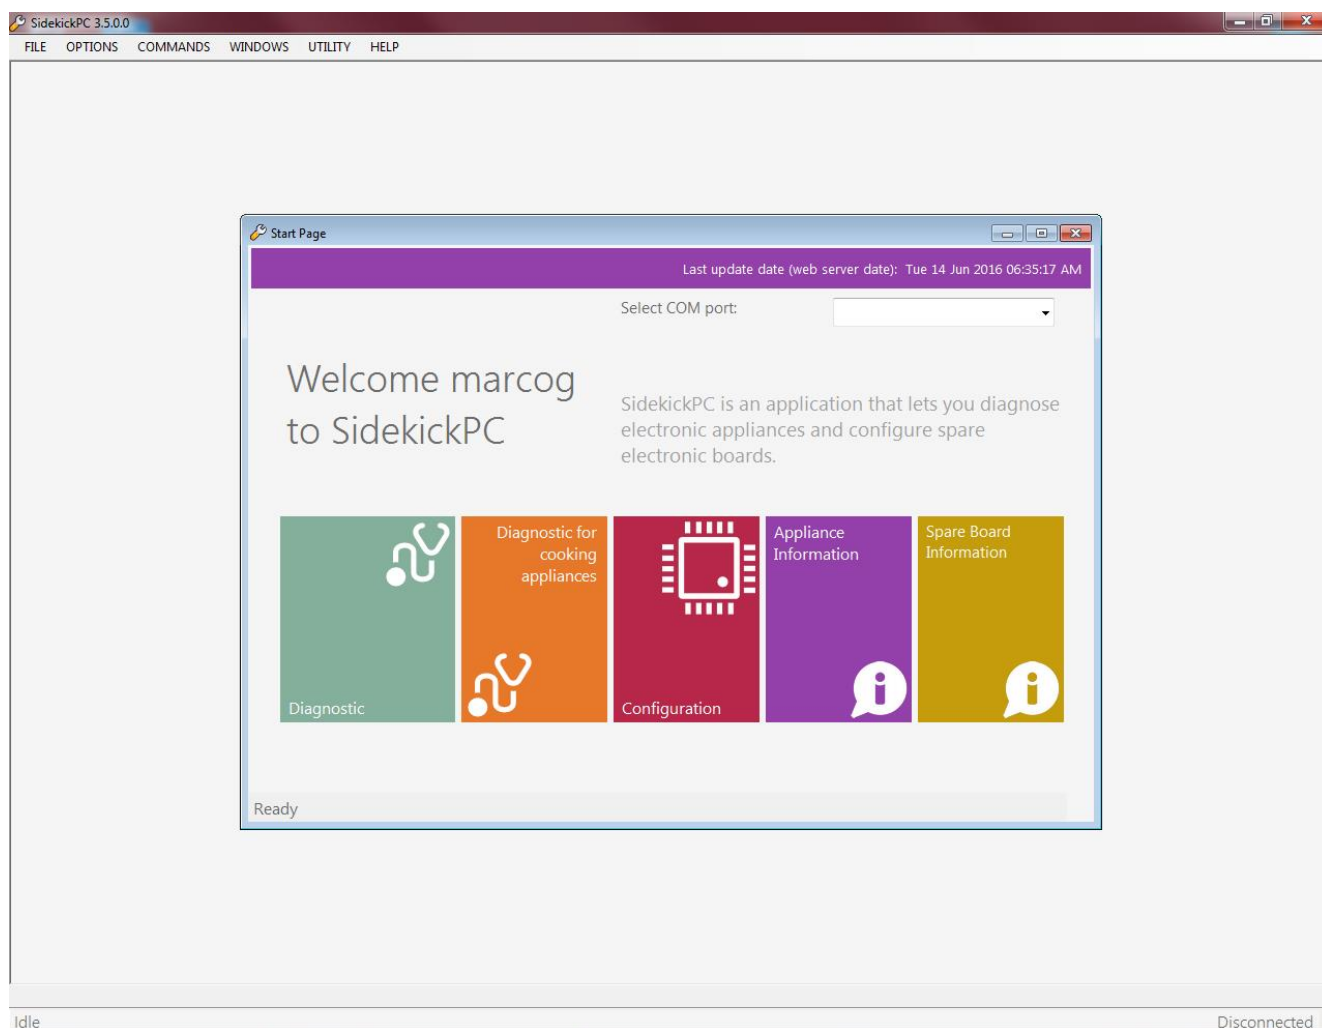 SidekickPC 3.5.0.0
FILE OPTIONS COMMANDS WINDOWS UTILITY HELP
Start Page
Last update date (web server date): Tue 14 Jun 2016 06:35:17 AM
Select COM port:
Welcome marcog
to SidekickPC
SidekickPC is an application that lets you diagnose
electronic appliances and configure spare
electronic boards.
Diagnostic
Diagnostic for
cooking
appliances
Configuration
Appliance
Information
Spare Board
Information
Ready
Idle
Disconnected